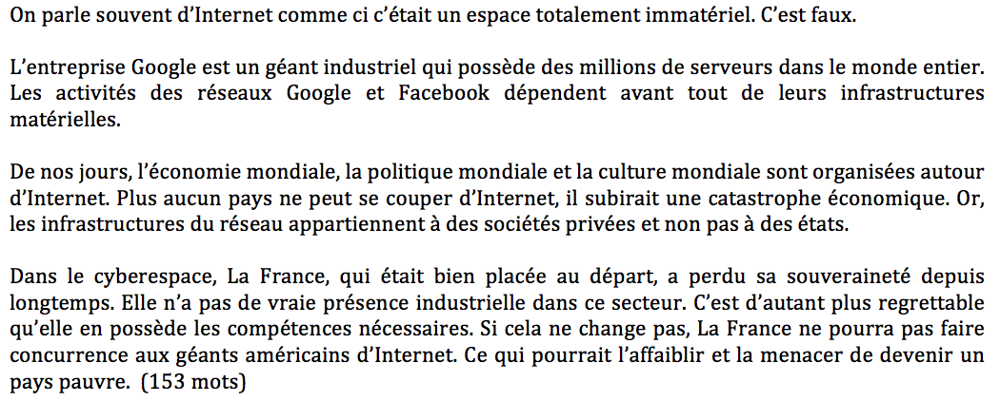 On parle souvent d’Internet comme ci c’était un espace totalement immatériel. C’est faux.
L’entreprise Google est un géant industriel qui possède des millions de serveurs dans le monde entier.
Les activités des réseaux Google et Facebook dépendent avant tout de leurs infrastructures
matérielles.
De nos jours, l’économie mondiale, la politique mondiale et la culture mondiale sont organisées autour
d’Internet. Plus aucun pays ne peut se couper d’Internet, il subirait une catastrophe économique. Or,
les infrastructures du réseau appartiennent à des sociétés privées et non pas à des états.
Dans le cyberespace, La France, qui était bien placée au départ, a perdu sa souveraineté depuis
longtemps. Elle n’a pas de vraie présence industrielle dans ce secteur. C’est d’autant plus regrettable
qu’elle en possède les compétences nécessaires. Si cela ne change pas, La France ne pourra pas faire
concurrence aux géants américains d’Internet. Ce qui pourrait l’affaiblir et la menacer de devenir un
pays pauvre. (153 mots)